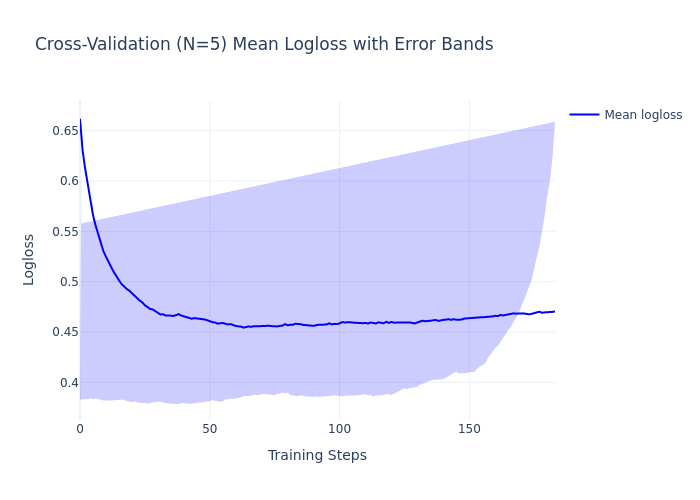 Cross-Validation (N=5) Mean Logloss with Error Bands
Mean logloss
Logloss
0.65
0.6
0.55
0.5
0.45
0.4
0
50
100
150
Training Steps